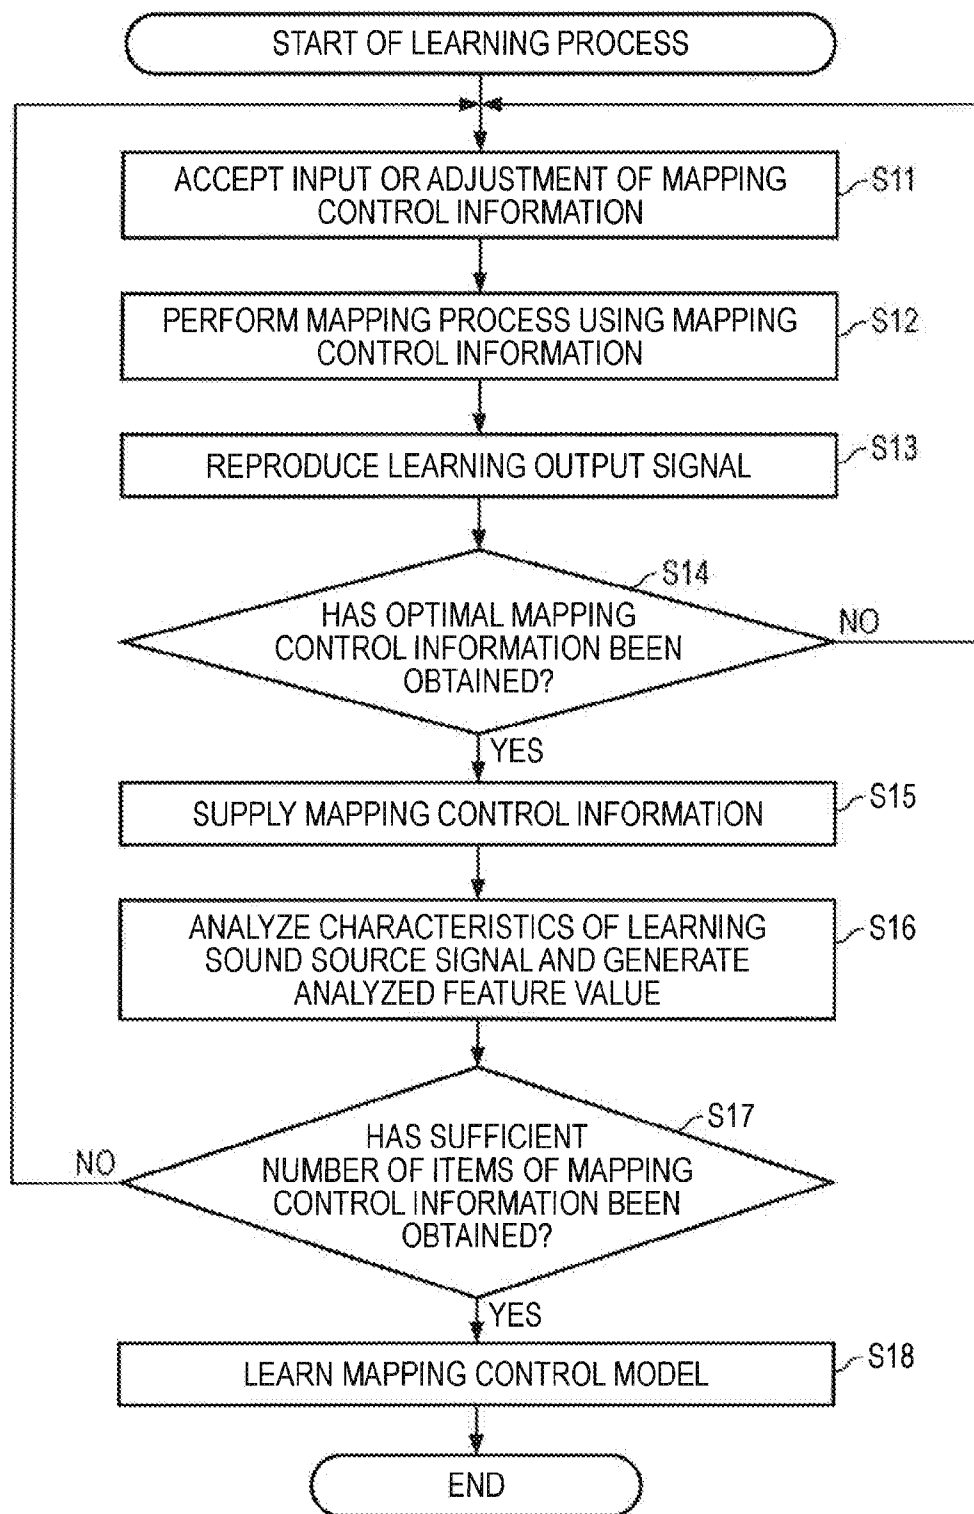 START OF LEARNING PROCESS
ACCEPT INPUT OR ADJUSTMENT OF MAPPING
CONTROL INFORMATION
S11
PERFORM MAPPING PROCESS USING MAPPING
CONTROL INFORMATION
S12
REPRODUCE LEARNING OUTPUT SIGNAL
S13
S14
HAS OPTIMAL MAPPING
CONTROL INFORMATION BEEN
OBTAINED?
NO
YES
SUPPLY MAPPING CONTROL INFORMATION
S15
ANALYZE CHARACTERISTICS OF LEARNING
SOUND SOURCE SIGNAL AND GENERATE
ANALYZED FEATURE VALUE
S16
S17
HAS SUFFICIENT
NUMBER OF ITEMS OF MAPPING
CONTROL INFORMATION BEEN
OBTAINED?
NO
YES
LEARN MAPPING CONTROL MODEL
S18
END